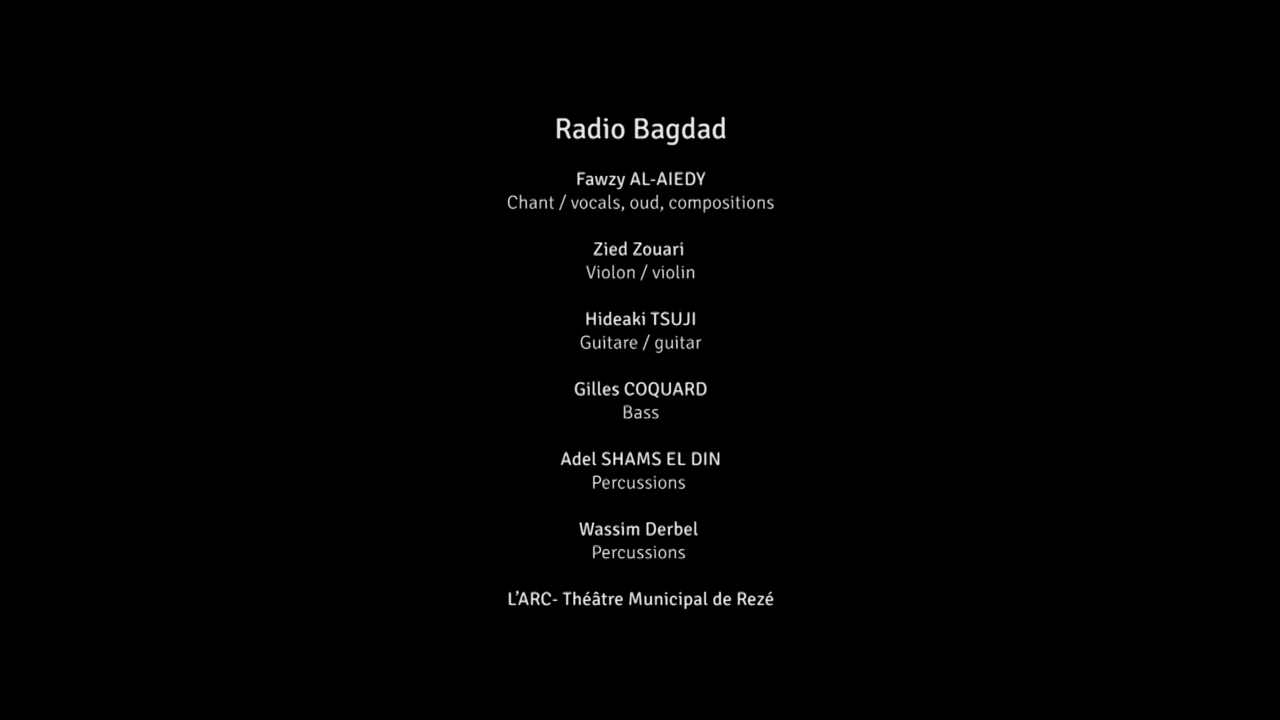 Radio Bagdad
Fawzy AL-AIEDY
Chant / vocals, oud, compositions
Zied Zouari
Violon / violin
Hideaki TSUJI
Guitare / guitar
Gilles COQUARD
Bass
Adel SHAMS EL DIN
Percussions
Wassim Derbel
Percussions
L’ARC- Théâtre Municipal de Rezé